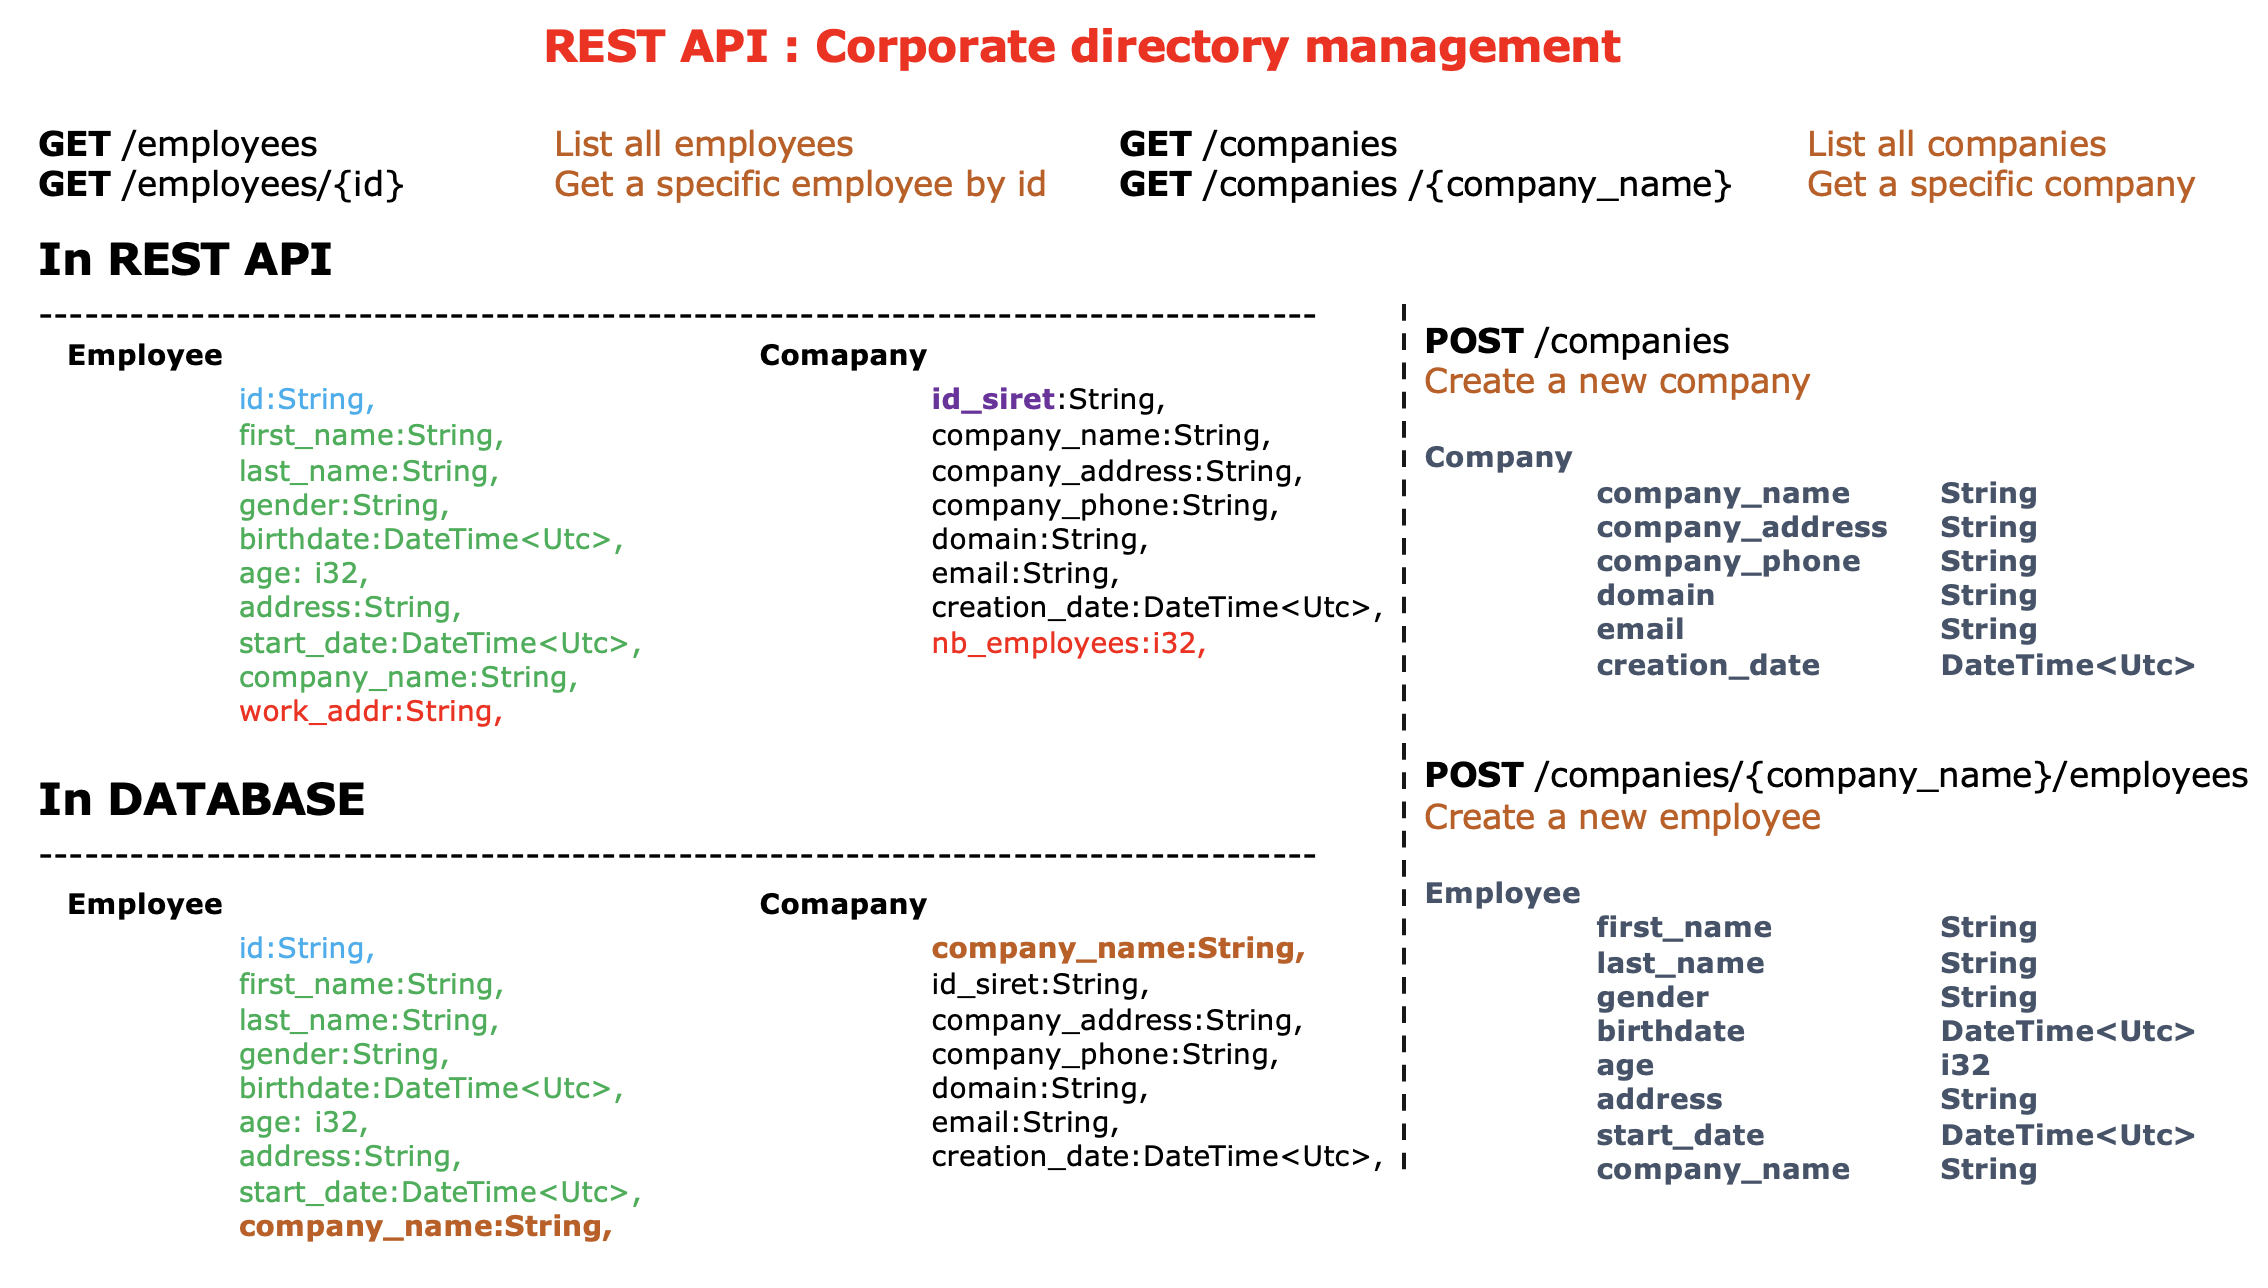 REST API : Corporate directory management
GET /employees List all employees GET /companies List all companies
GET /employees/{id} Get a specific employee by id GET /companies /{company_name} Get a specific company
In REST API
-------------------------------------------------------------------------------------
Employee
id:String,
first_name:String,
last_name:String,
gender:String,
birthdate:DateTime<Utc>,
age: i32,
address:String,
start_date:DateTime<Utc>,
company_name:String,
work_addr:String,
Comapany
id_siret:String,
company_name:String,
company_address:String,
company_phone:String,
domain:String,
email:String,
creation_date:DateTime<Utc>,
nb_employees:i32,
In DATABASE
-------------------------------------------------------------------------------------
Employee
id:String,
first_name:String,
last_name:String,
gender:String,
birthdate:DateTime<Utc>,
age: i32,
address:String,
start_date:DateTime<Utc>,
company_name:String,
Comapany
company_name:String,
id_siret:String,
company_address:String,
company_phone:String,
domain:String,
email:String,
creation_date:DateTime<Utc>,
POST /companies
Create a new company
Company
company_name String
company_address String
company_phone String
domain String
email String
creation_date DateTime<Utc>
POST /companies/{company_name}/employees
Create a new employee
Employee
first_name String
last_name String
gender String
birthdate DateTime<Utc>
age i32
address String
start_date DateTime<Utc>
company_name String